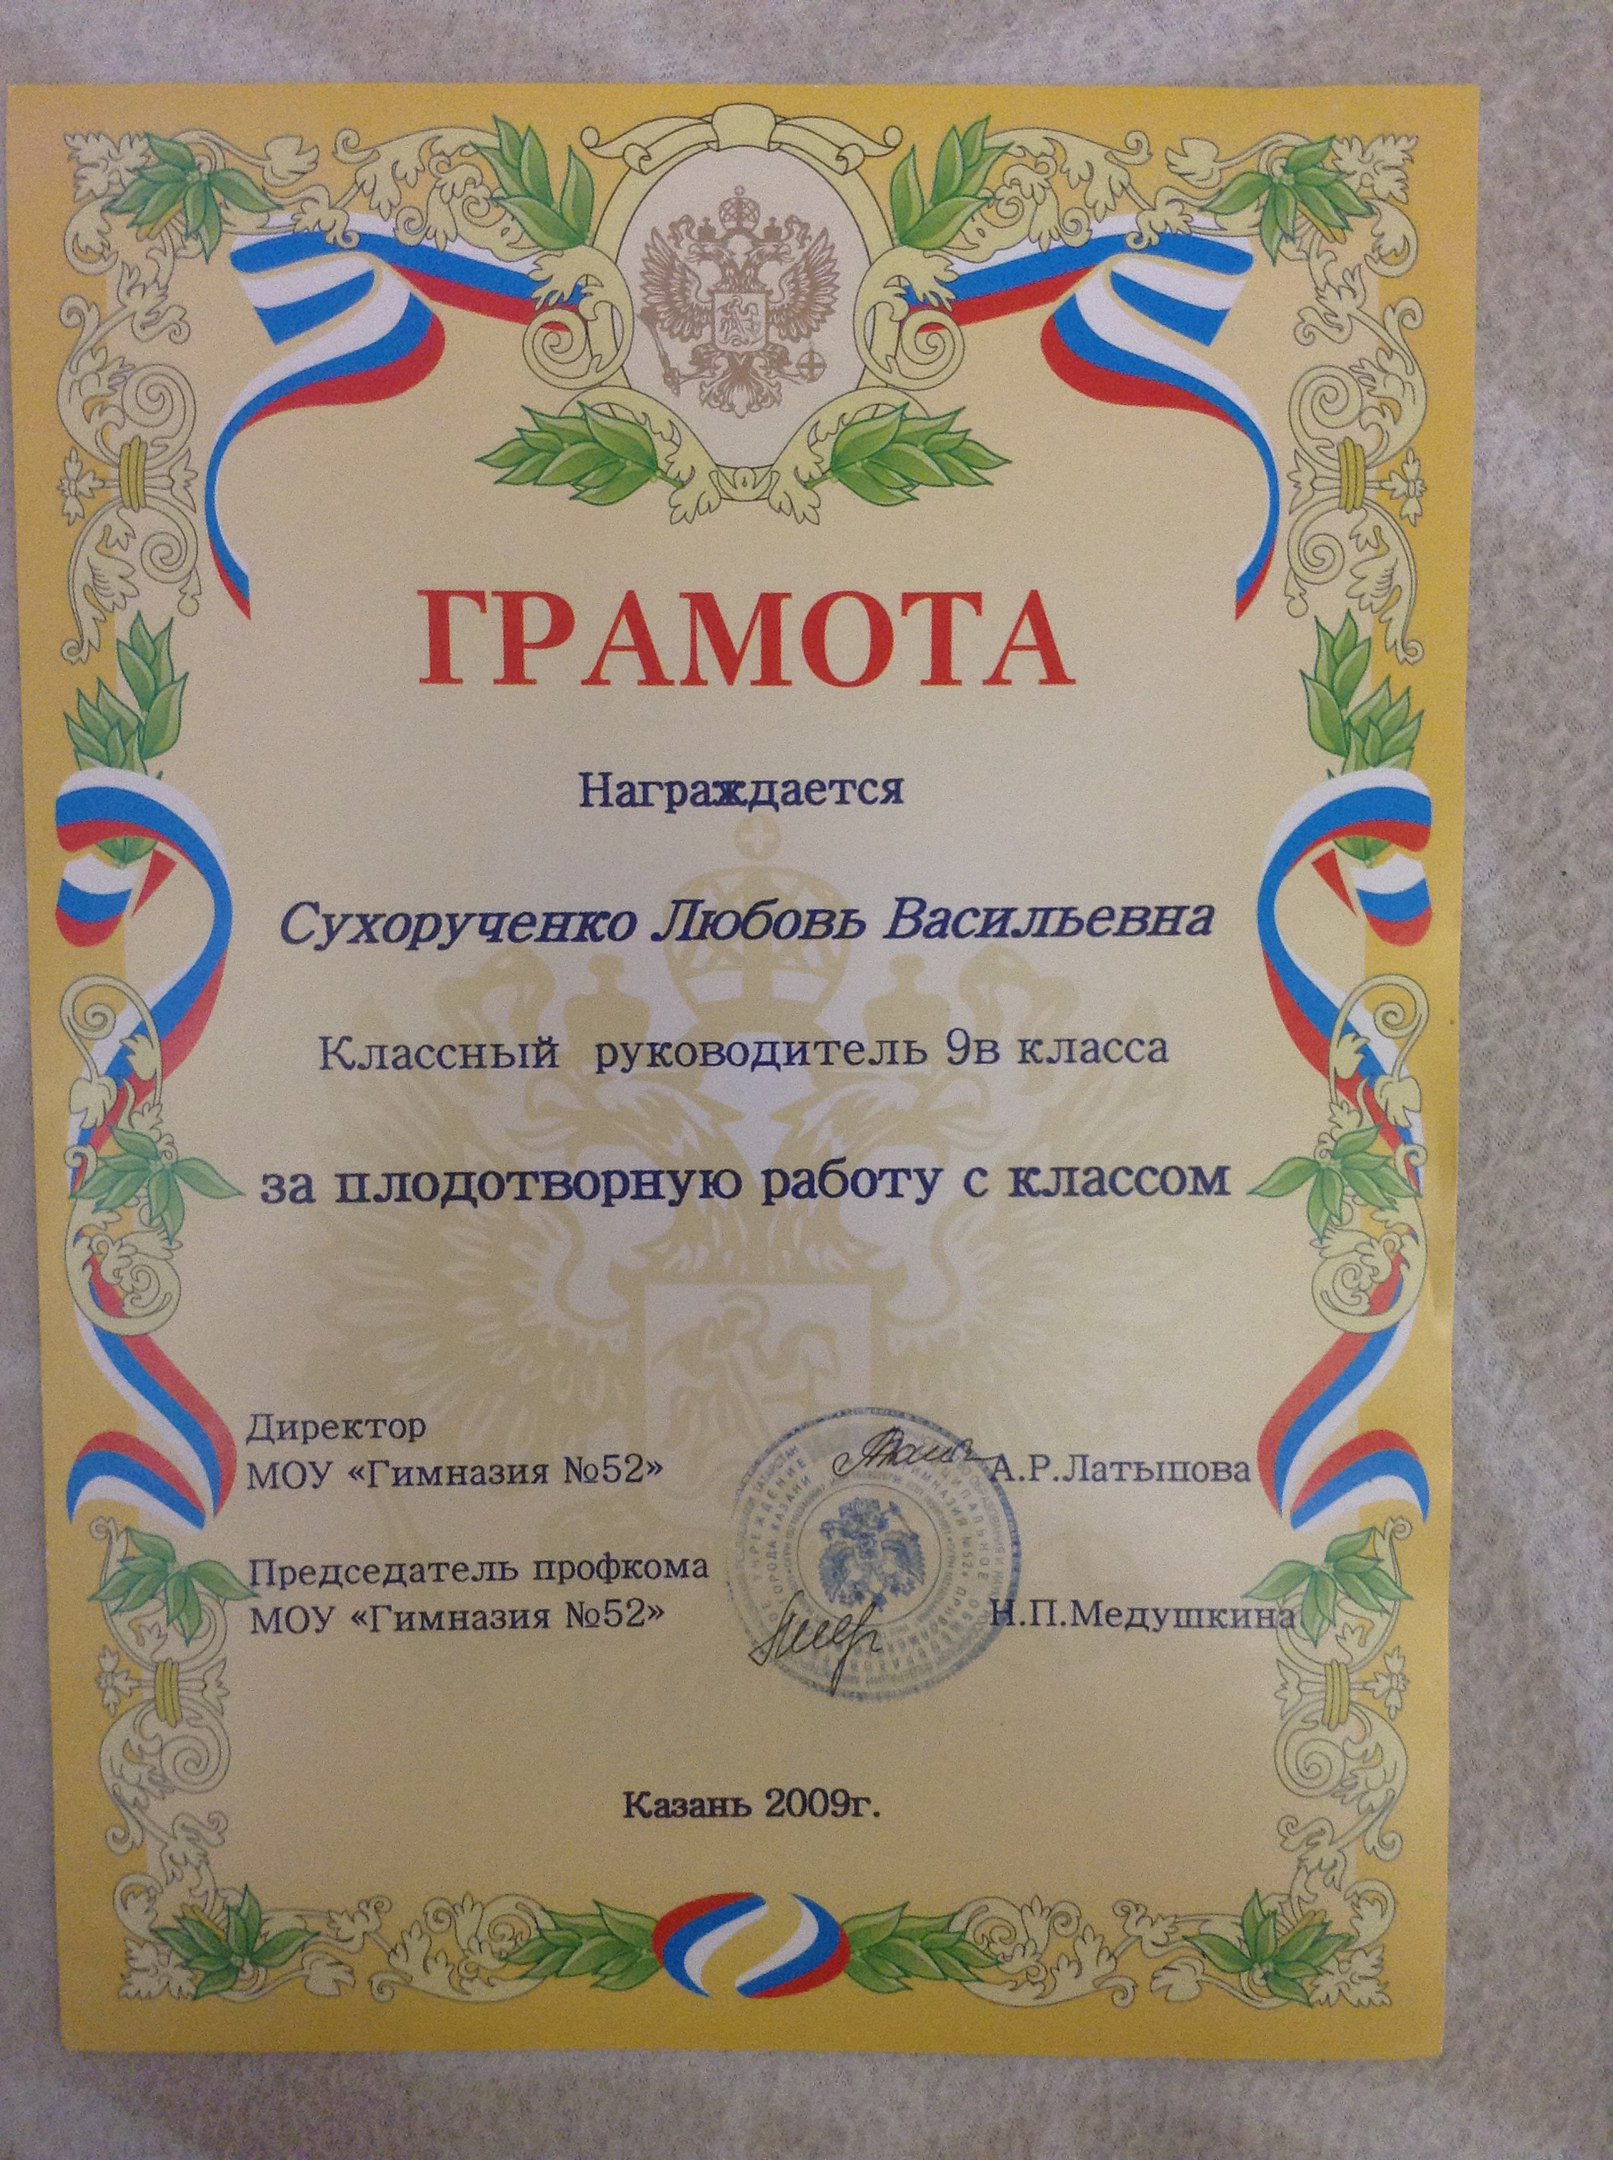 ГРАМОТА
Награждается
Сухорученко Любовь Васильевна
Классный руководитель 9в класса
за плодотворную работу с классом
Директор
МОУ «Гимназия №52» А.Р.Латыпова
Председатель профкома
МОУ «Гимназия №52» Н.П.Медушкина
Казань 2009г.